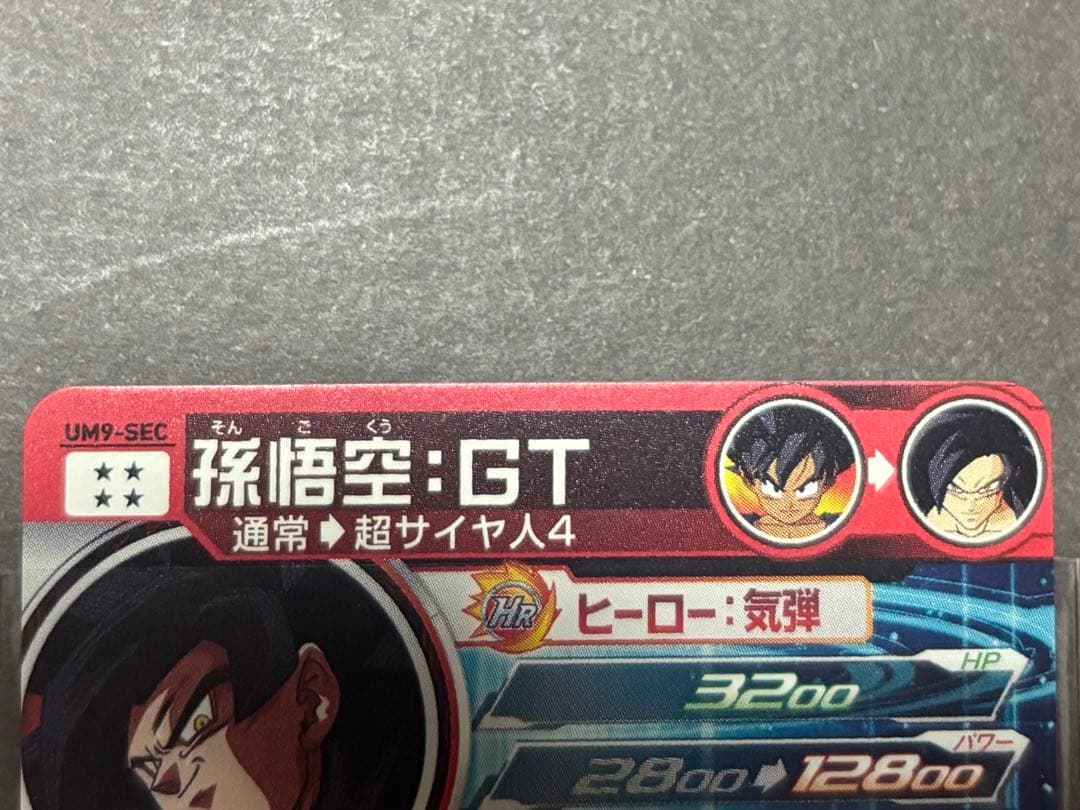 UM9-SEC
そん ご くう
孫悟空:GT
通常➡超サイヤ人4
HR
ヒーロー:気弾
HP
3200
パワー
2800➡12800